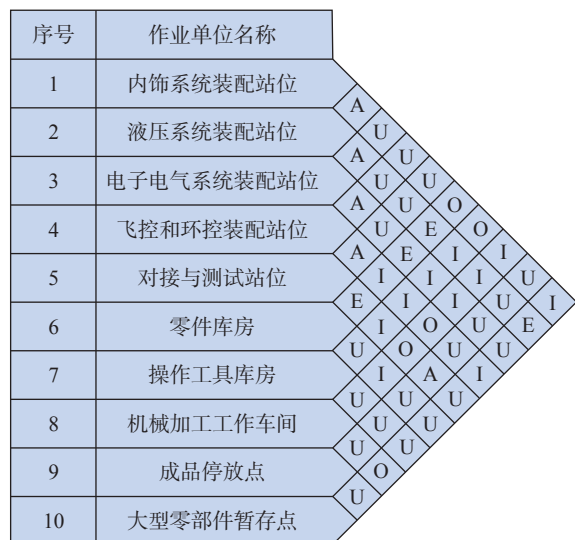 序号 作业单位名称
1 内饰系统装配站位
A
2 液压系统装配站位 U
A U
3 电子电气系统装配站位 U U
A U O
4 飞控和环控装配站位 U E O
A E I I
5 对接与测试站位 I I I U
E I I U I
6 零件库房 I O U E
U O U U
7 操作工具库房 I A I
U U U
8 机械加工工作车间 U U
U U
9 成品停放点 O
U
10 大型零部件暂存点